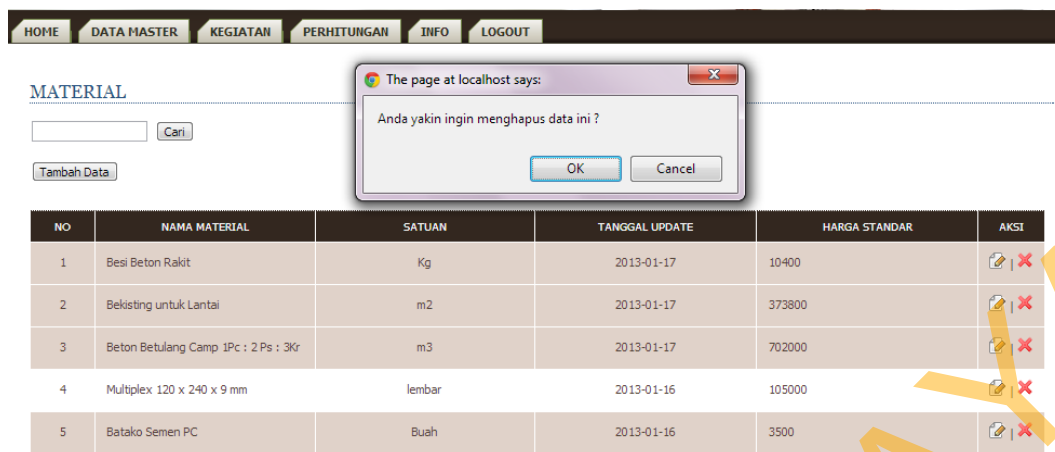 HOME DATA MASTER KEGIATAN PERHITUNGAN INFO LOGOUT
The page at localhost says:
Anda yakin ingin menghapus data ini ?
OK Cancel
MATERIAL
Cari
Tambah Data
NO NAMA MATERIAL SATUAN TANGGAL UPDATE HARGA STANDAR AKSI
1 Besi Beton Rakit Kg 2013-01-17 10400 |
2 Bekisting untuk Lantai m2 2013-01-17 373800 |
3 Beton Betulang Camp 1Pc : 2 Ps : 3Kr m3 2013-01-17 702000 |
4 Multiplex 120 x 240 x 9 mm lembar 2013-01-16 105000 |
5 Batako Semen PC Buah 2013-01-16 3500 |